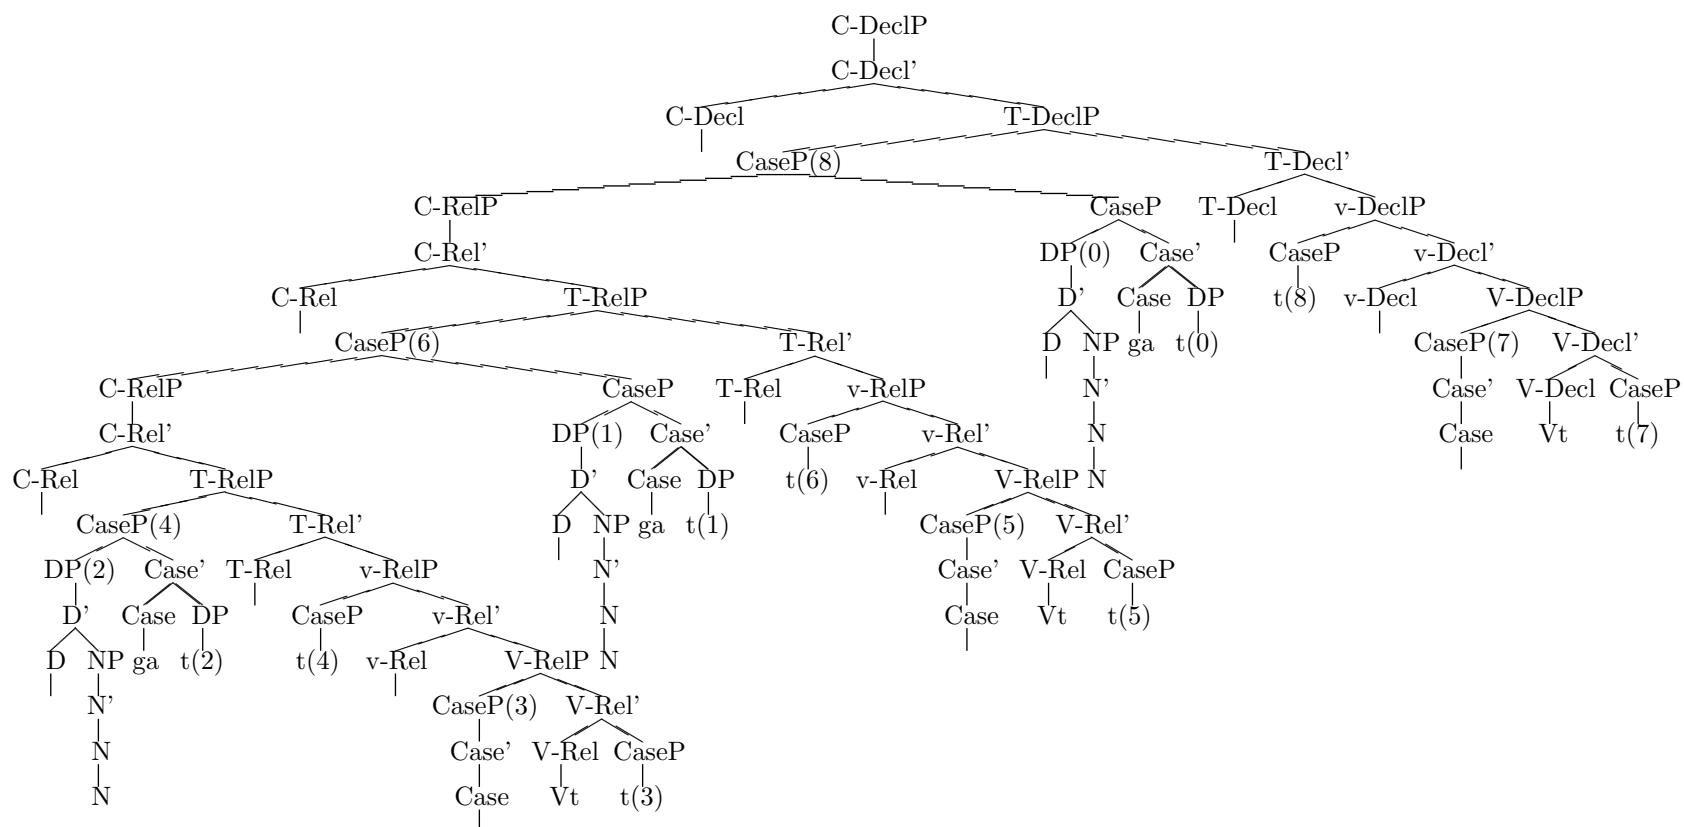 C-DeclP
C-Decl’
C-Decl T-DeclP
CaseP(8) T-Decl’
C-RelP CaseP T-Decl v-DeclP
C-Rel’ DP(0) Case’ CaseP v-Decl’
C-Rel T-RelP D’ Case DP t(8) v-Decl V-DeclP
CaseP(6) T-Rel’ D NP ga t(0) CaseP(7) V-Decl’
C-RelP CaseP T-Rel v-RelP N’ Case’ V-Decl CaseP
C-Rel’ DP(1) Case’ CaseP v-Rel’ N Case Vt t(7)
C-Rel T-RelP D’ Case DP t(6) v-Rel V-RelP N
CaseP(4) T-Rel’ D NP ga t(1) CaseP(5) V-Rel’
DP(2) Case’ T-Rel v-RelP N’ Case’ V-Rel CaseP
D’ Case DP CaseP v-Rel’ N Case Vt t(5)
D NP ga t(2) t(4) v-Rel V-RelP N
N’ CaseP(3) V-Rel’
N Case’ V-Rel CaseP
N Case Vt t(3)